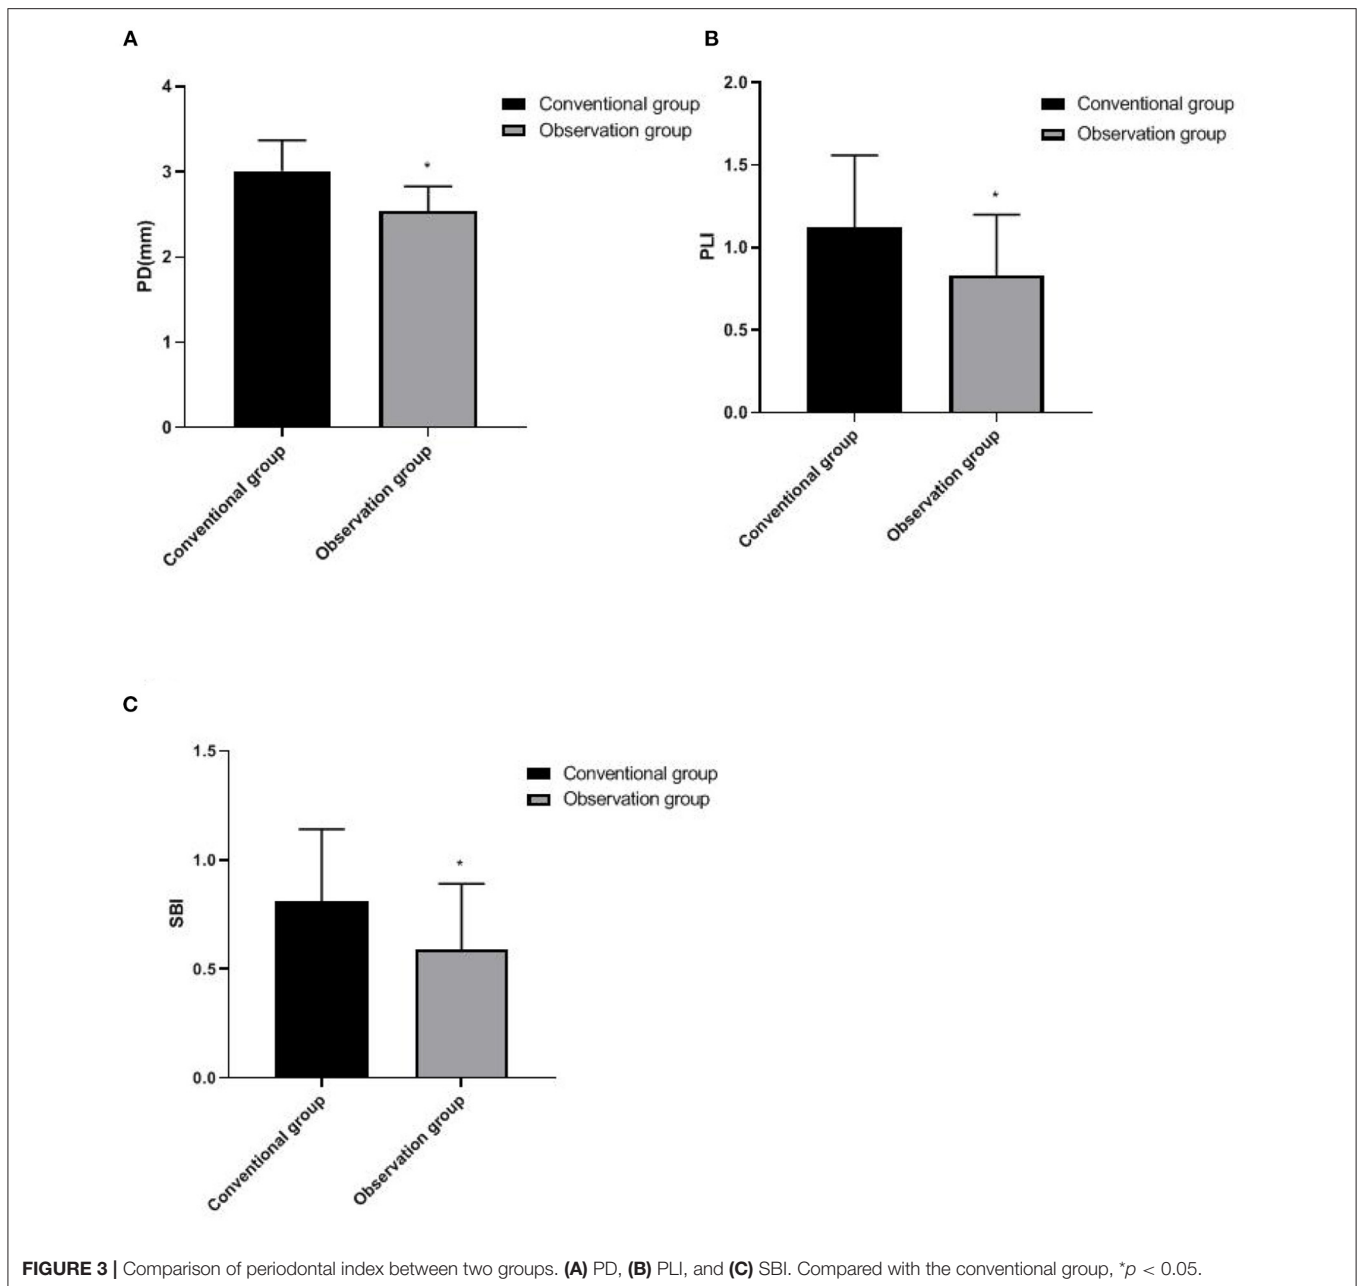 A
4
3
2
1
0
PD(mm)
Conventional group
Observation group
*
Conventional group
Observation group
B
2.0
1.5
1.0
0.5
0.0
PLI
Conventional group
Observation group
*
Conventional group
Observation group
C
1.5
1.0
0.5
0.0
SBI
Conventional group
Observation group
*
Conventional group
Observation group
FIGURE 3 | Comparison of periodontal index between two groups. (A) PD, (B) PLI, and (C) SBI. Compared with the conventional group, *p < 0.05.